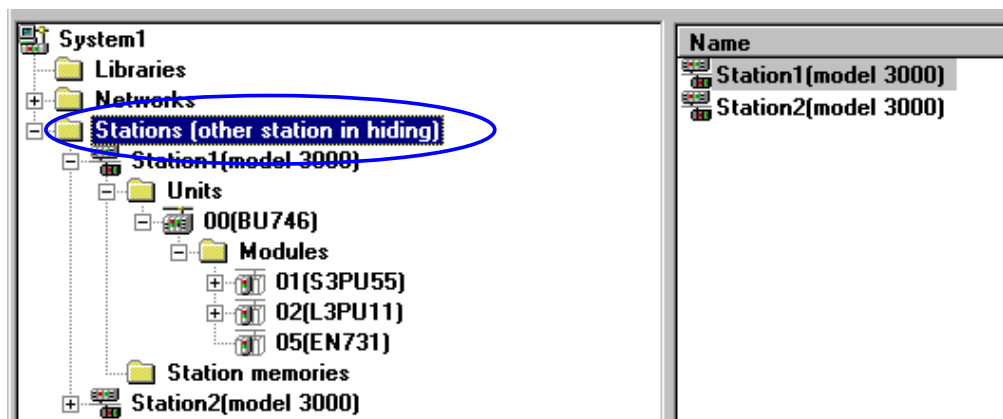 System1
Libraries
Networks
Stations (other station in hiding)
Station1(model 3000)
Units
00(BU746)
Modules
01(S3PU55)
02(L3PU11)
05(EN731)
Station memories
Station2(model 3000)
Name
Station1(model 3000)
Station2(model 3000)